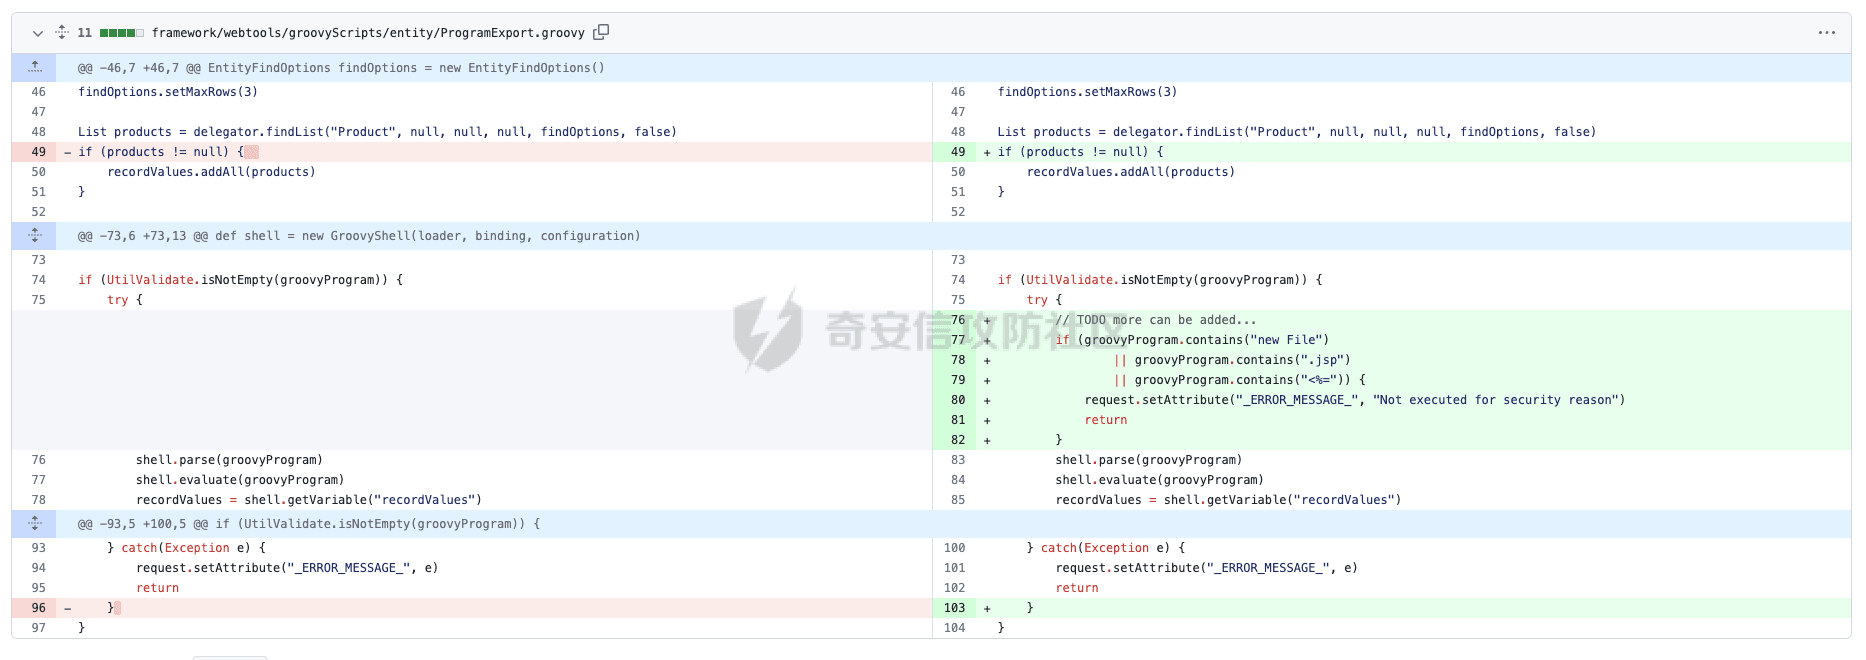 11 framework/webtools/groovyScripts/entity/ProgramExport.groovy
@@ -46,7 +46,7 @@ EntityFindOptions findOptions = new EntityFindOptions()
46 findOptions.setMaxRows(3) 46 findOptions.setMaxRows(3)
47 47
48 List products = delegator.findList("Product", null, null, null, findOptions, false) 48 List products = delegator.findList("Product", null, null, null, findOptions, false)
49 - if (products != null) { 49 + if (products != null) {
50 recordValues.addAll(products) 50 recordValues.addAll(products)
51 } 51 }
52 52
@@ -73,6 +73,13 @@ def shell = new GroovyShell(loader, binding, configuration)
73 73
74 if (UtilValidate.isNotEmpty(groovyProgram)) { 74 if (UtilValidate.isNotEmpty(groovyProgram)) {
75 try { 75 try {
76 + // TODO more can be added...
奇安信攻防社区
77 + if (groovyProgram.contains("new File")
78 + || groovyProgram.contains(".jsp")
79 + || groovyProgram.contains("<%=")) {
80 + request.setAttribute("_ERROR_MESSAGE_", "Not executed for security reason")
81 + return
82 + }
76 shell.parse(groovyProgram) 83 shell.parse(groovyProgram)
77 shell.evaluate(groovyProgram) 84 shell.evaluate(groovyProgram)
78 recordValues = shell.getVariable("recordValues") 85 recordValues = shell.getVariable("recordValues")
@@ -93,5 +100,5 @@ if (UtilValidate.isNotEmpty(groovyProgram)) {
93 } catch(Exception e) { 100 } catch(Exception e) {
94 request.setAttribute("_ERROR_MESSAGE_", e) 101 request.setAttribute("_ERROR_MESSAGE_", e)
95 return 102 return
96 - } 103 + }
97 } 104 }